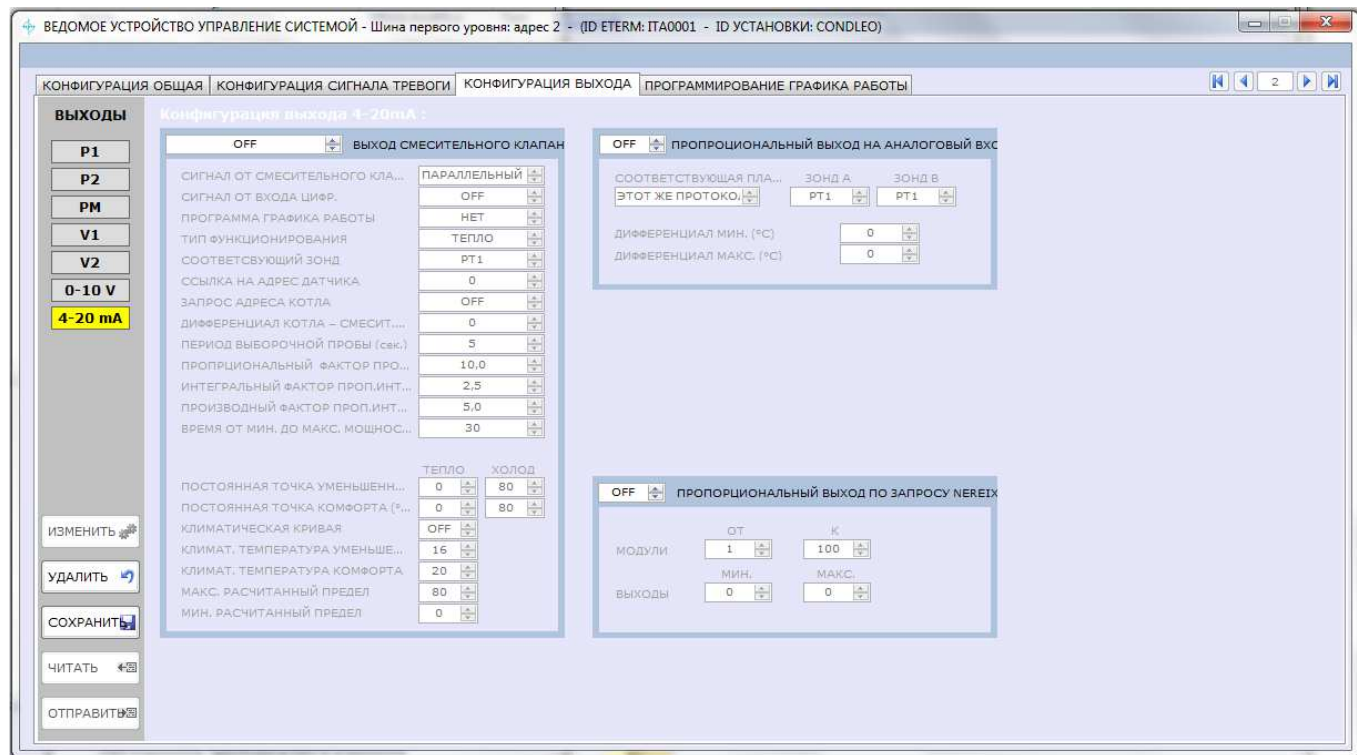 ВЕДОМОЕ УСТРОЙСТВО УПРАВЛЕНИЕ СИСТЕМОЙ - Шина первого уровня: адрес 2 - (ID ETERM: ITA0001 - ID УСТАНОВКИ: CONDLEO)
КОНФИГУРАЦИЯ ОБЩАЯ КОНФИГУРАЦИЯ СИГНАЛА ТРЕВОГИ КОНФИГУРАЦИЯ ВЫХОДА ПРОГРАММИРОВАНИЕ ГРАФИКА РАБОТЫ 2
ВЫХОДЫ
P1
P2
PM
V1
V2
0-10 V
4-20 mA
ИЗМЕНИТЬ
УДАЛИТЬ
СОХРАНИТЬ
ЧИТАТЬ
ОТПРАВИТЬ
Конфигурация выхода 4-20mA :
OFF ВЫХОД СМЕСИТЕЛЬНОГО КЛАПАН
СИГНАЛ ОТ СМЕСИТЕЛЬНОГО КЛА... ПАРАЛЛЕЛЬНЫЙ
СИГНАЛ ОТ ВХОДА ЦИФР. OFF
ПРОГРАММА ГРАФИКА РАБОТЫ НЕТ
ТИП ФУНКЦИОНИРОВАНИЯ ТЕПЛО
СООТВЕТСВУЮЩИЙ ЗОНД PT1
ССЫЛКА НА АДРЕС ДАТЧИКА 0
ЗАПРОС АДРЕСА КОТЛА OFF
ДИФФЕРЕНЦИАЛ КОТЛА – СМЕСИТ.... 0
ПЕРИОД ВЫБОРОЧНОЙ ПРОБЫ (сек.) 5
ПРОПРЦИОНАЛЬНЫЙ ФАКТОР ПРО... 10,0
ИНТЕГРАЛЬНЫЙ ФАКТОР ПРОП.ИНТ... 2,5
ПРОИЗВОДНЫЙ ФАКТОР ПРОП.ИНТ... 5,0
ВРЕМЯ ОТ МИН. ДО МАКС. МОЩНОС... 30
ТЕПЛО ХОЛОД
ПОСТОЯННАЯ ТОЧКА УМЕНЬШЕНН... 0 80
ПОСТОЯННАЯ ТОЧКА КОМФОРТА (°... 0 80
КЛИМАТИЧЕСКАЯ КРИВАЯ OFF
КЛИМАТ. ТЕМПЕРАТУРА УМЕНЬШЕ... 16
КЛИМАТ. ТЕМПЕРАТУРА КОМФОРТА 20
МАКС. РАСЧИТАННЫЙ ПРЕДЕЛ 80
МИН. РАСЧИТАННЫЙ ПРЕДЕЛ 0
OFF ПРОПРОЦИОНАЛЬНЫЙ ВЫХОД НА АНАЛОГОВЫЙ ВХО
СООТВЕТСТВУЮЩАЯ ПЛА... ЗОНД А ЗОНД В
ЭТОТ ЖЕ ПРОТОКОЛ PT1 PT1
ДИФФЕРЕНЦИАЛ МИН. (°C) 0
ДИФФЕРЕНЦИАЛ МАКС. (°C) 0
OFF ПРОПОРЦИОНАЛЬНЫЙ ВЫХОД ПО ЗАПРОСУ NEREIX
ОТ К
МОДУЛИ 1 100
МИН. МАКС.
ВЫХОДЫ 0 0